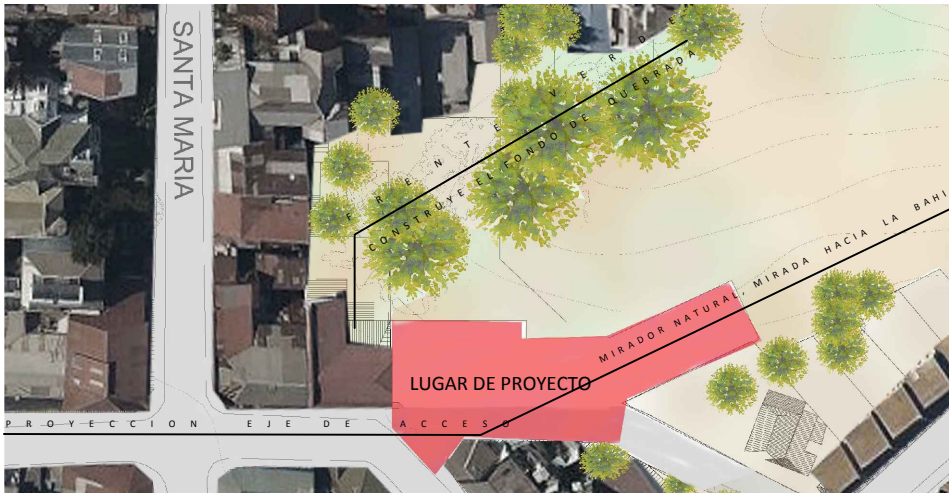 SANTA MARIA
FRENTE VERDE
CONSTRUYE EL FONDO DE QUEBRADA
MIRADOR NATURAL, MIRADA HACIA LA BAHI
LUGAR DE PROYECTO
PROYECCION EJE DE ACCESO